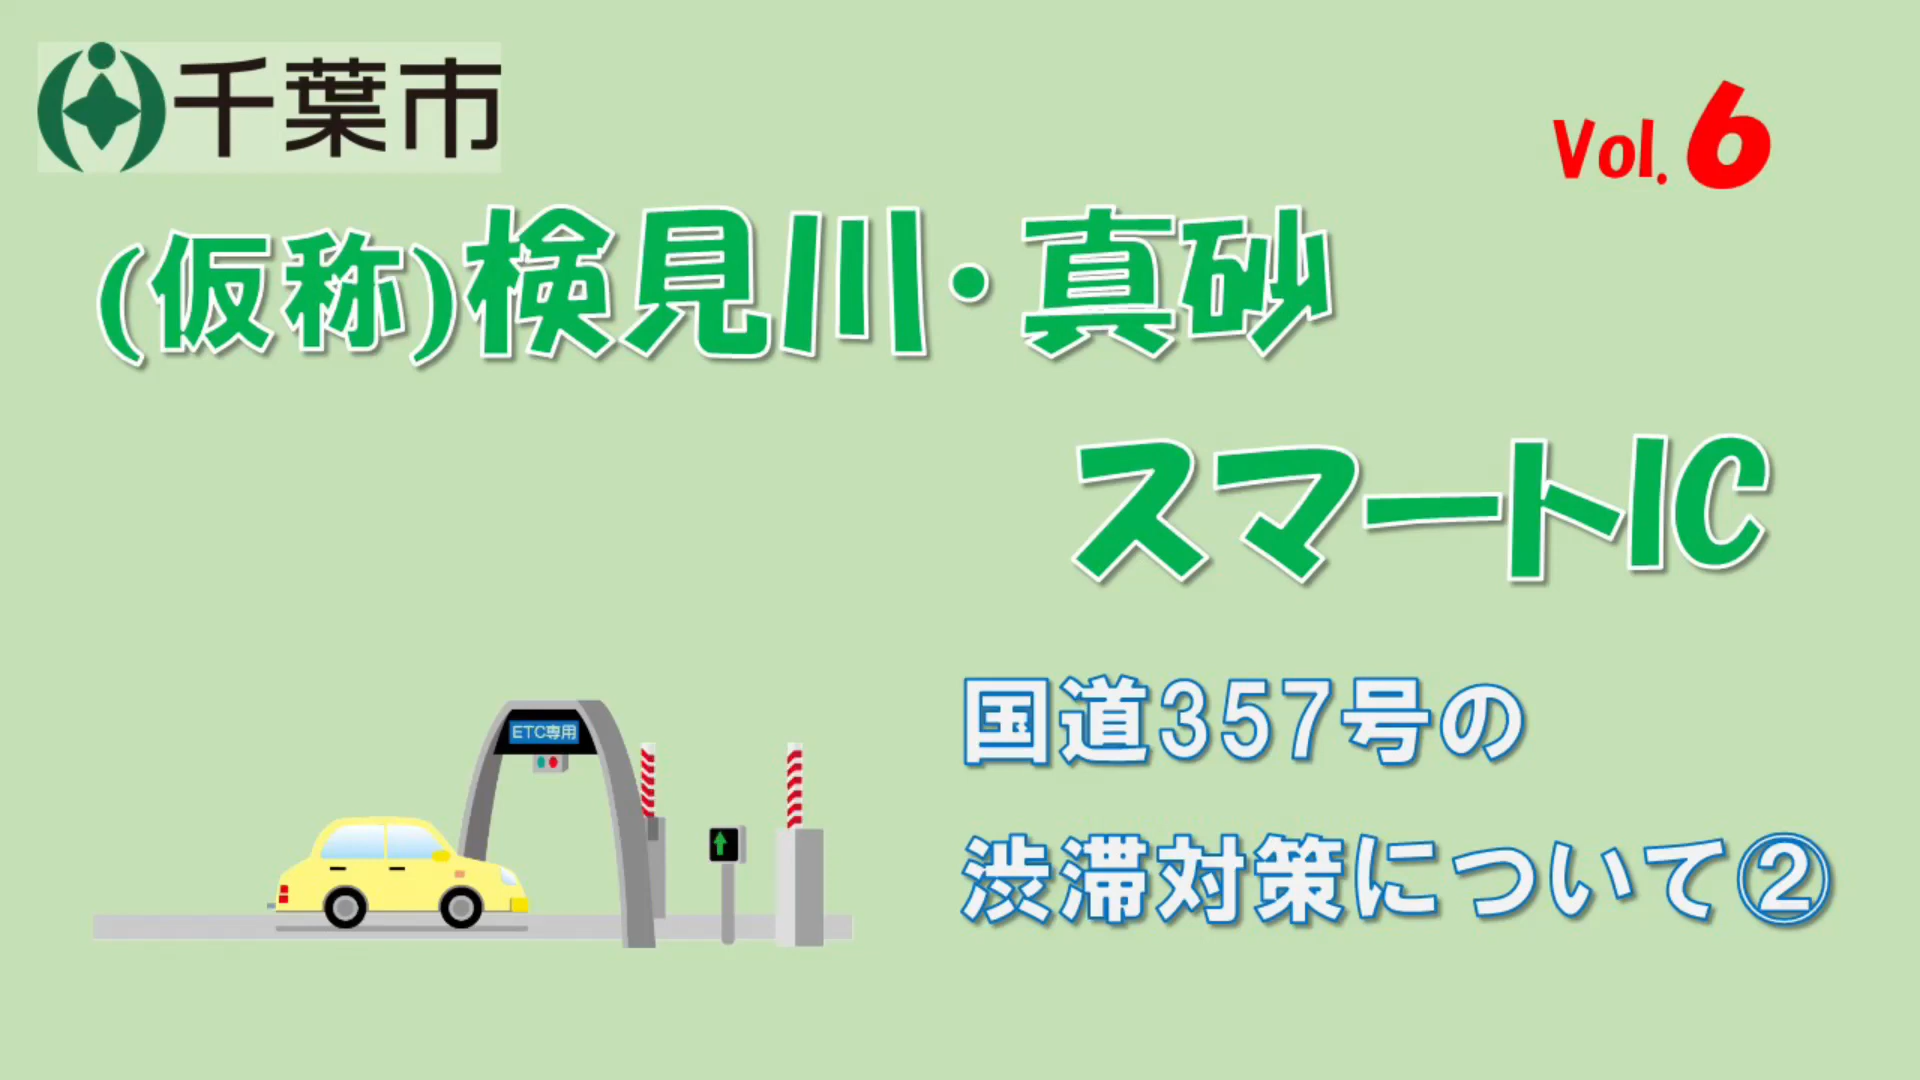 千葉市
Vol.6
(仮称)検見川・真砂
スマートIC
ETC専用
国道357号の
渋滞対策について②